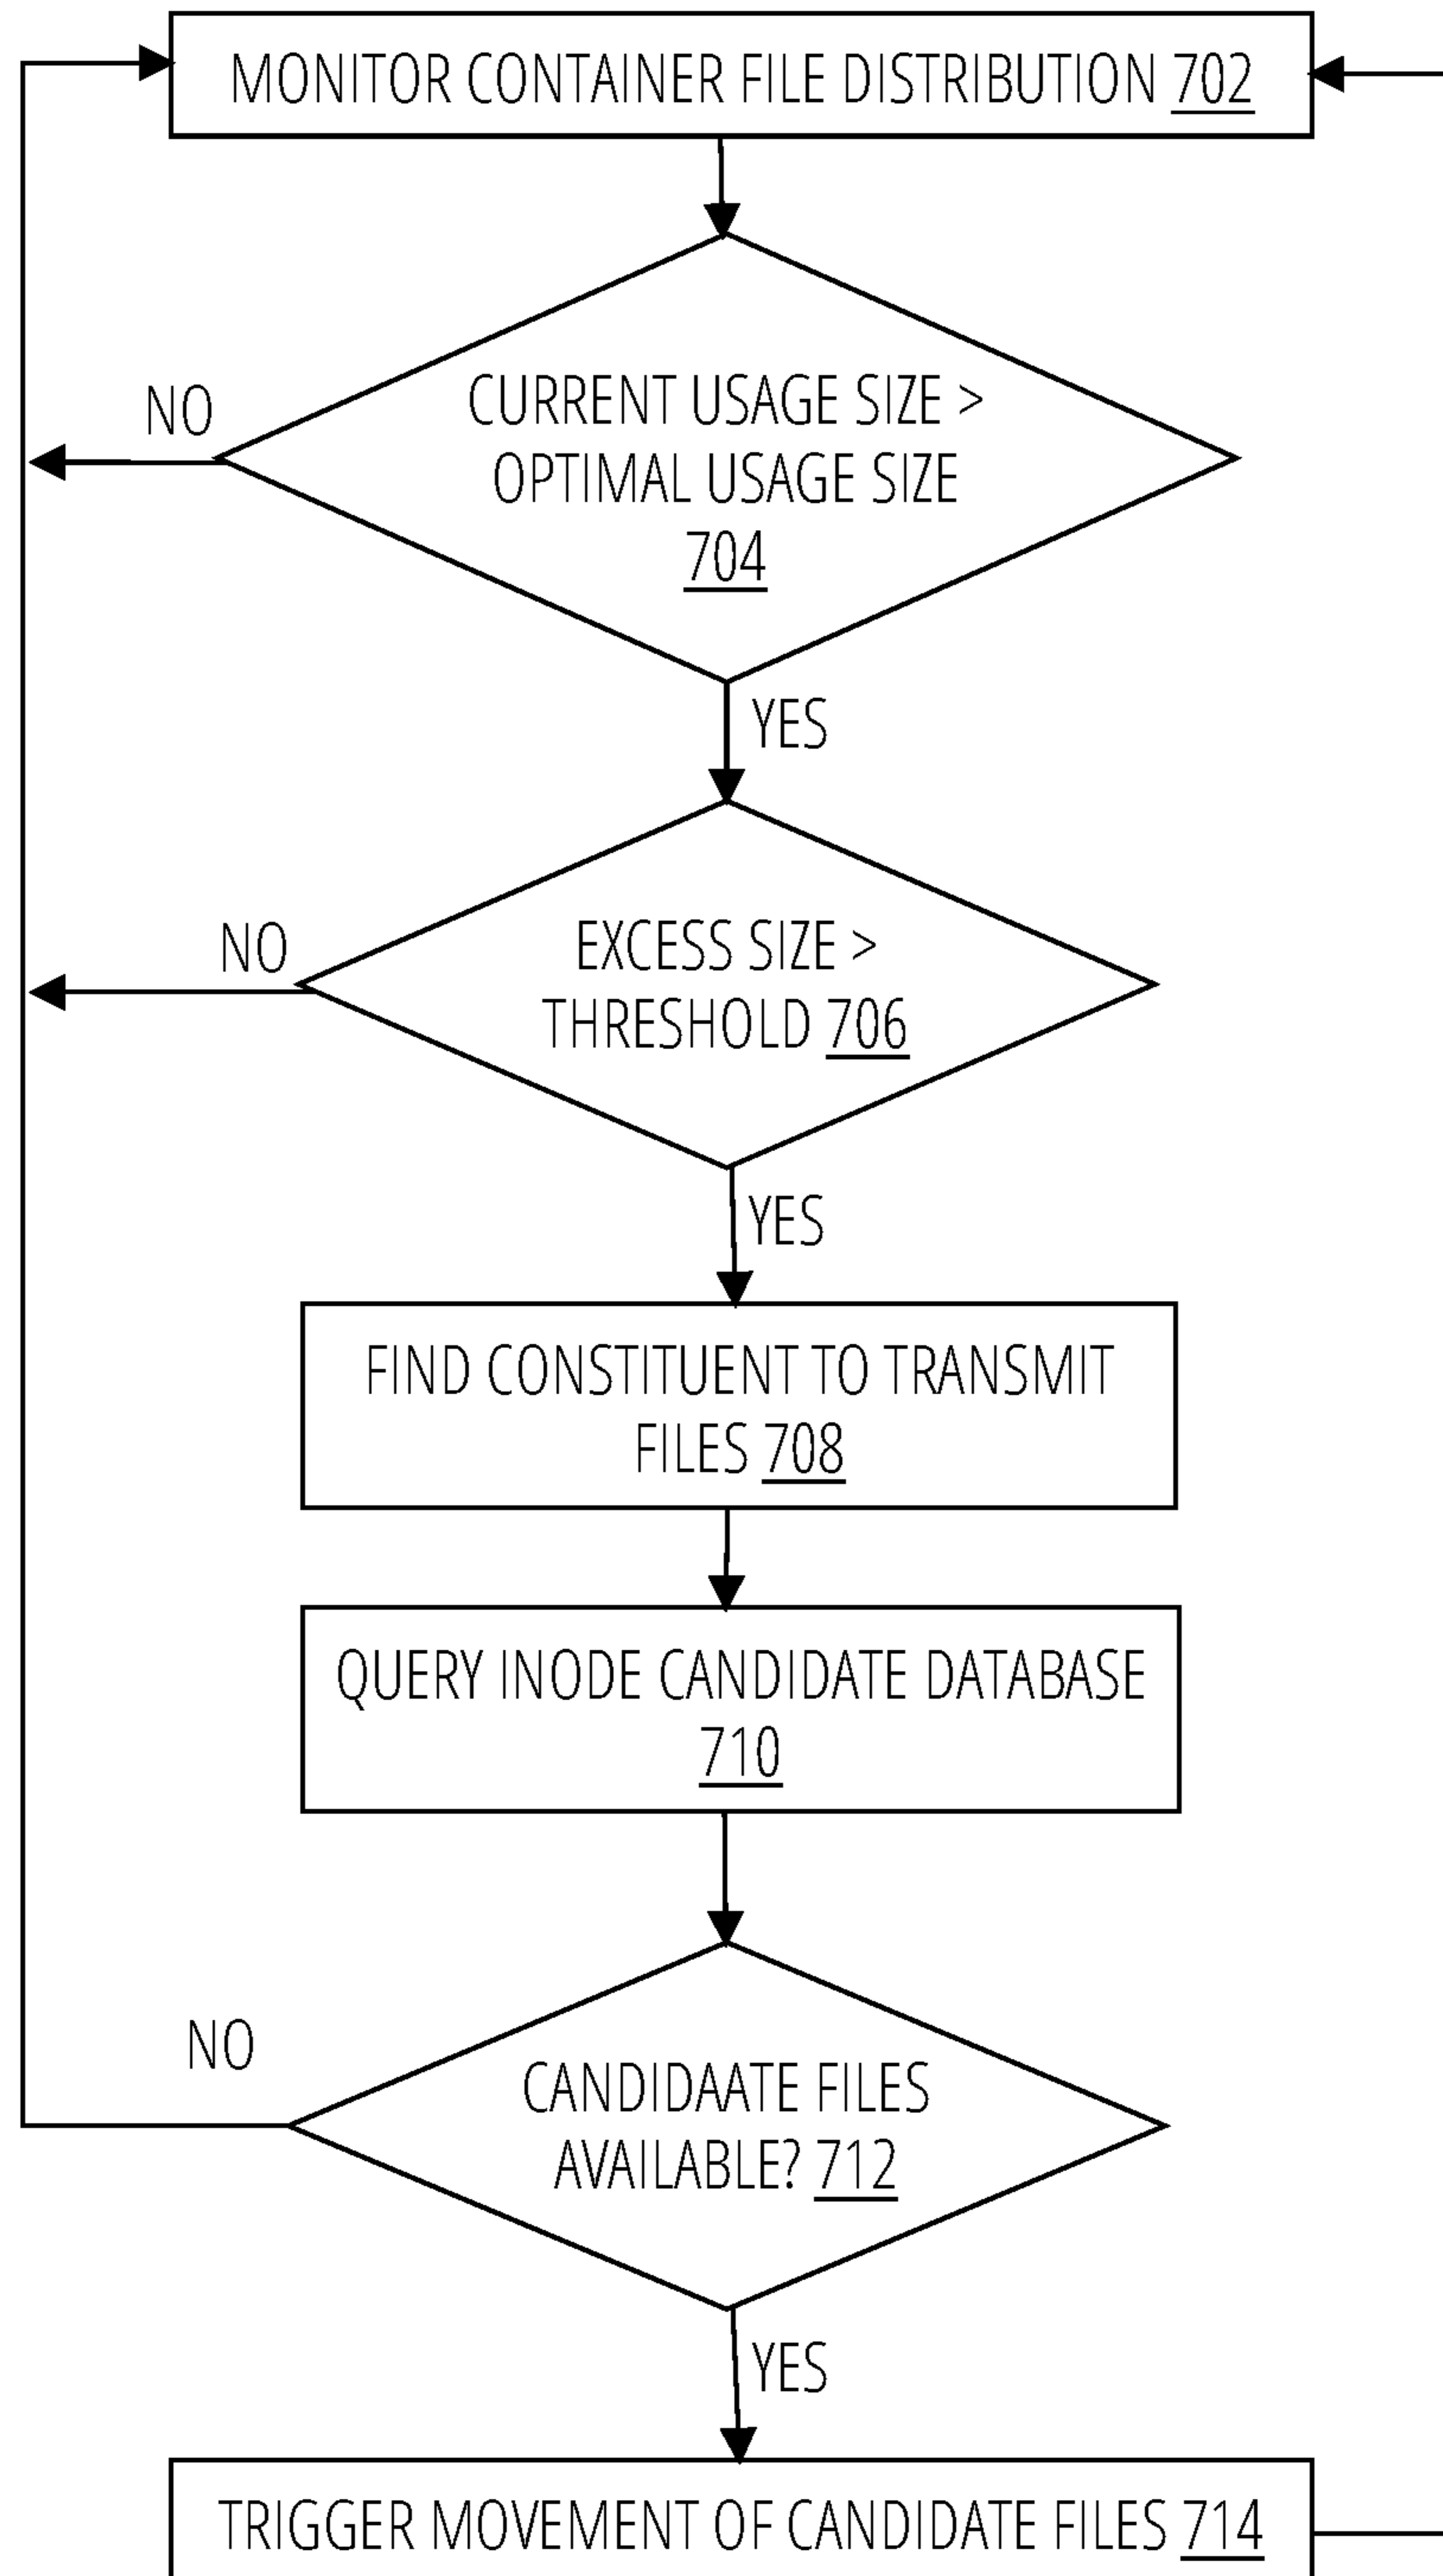 MONITOR CONTAINER FILE DISTRIBUTION 702
CURRENT USAGE SIZE >
NO
OPTIMAL USAGE SIZE
704
YES
EXCESS SIZE >
NO
THRESHOLD 706
YES
FIND CONSTITUENT TO TRANSMIT
FILES 708
QUERY INODE CANDIDATE DATABASE
710
NO
CANDIDAATE FILES
AVAILABLE? 712
YES
TRIGGER MOVEMENT OF CANDIDATE FILES 714